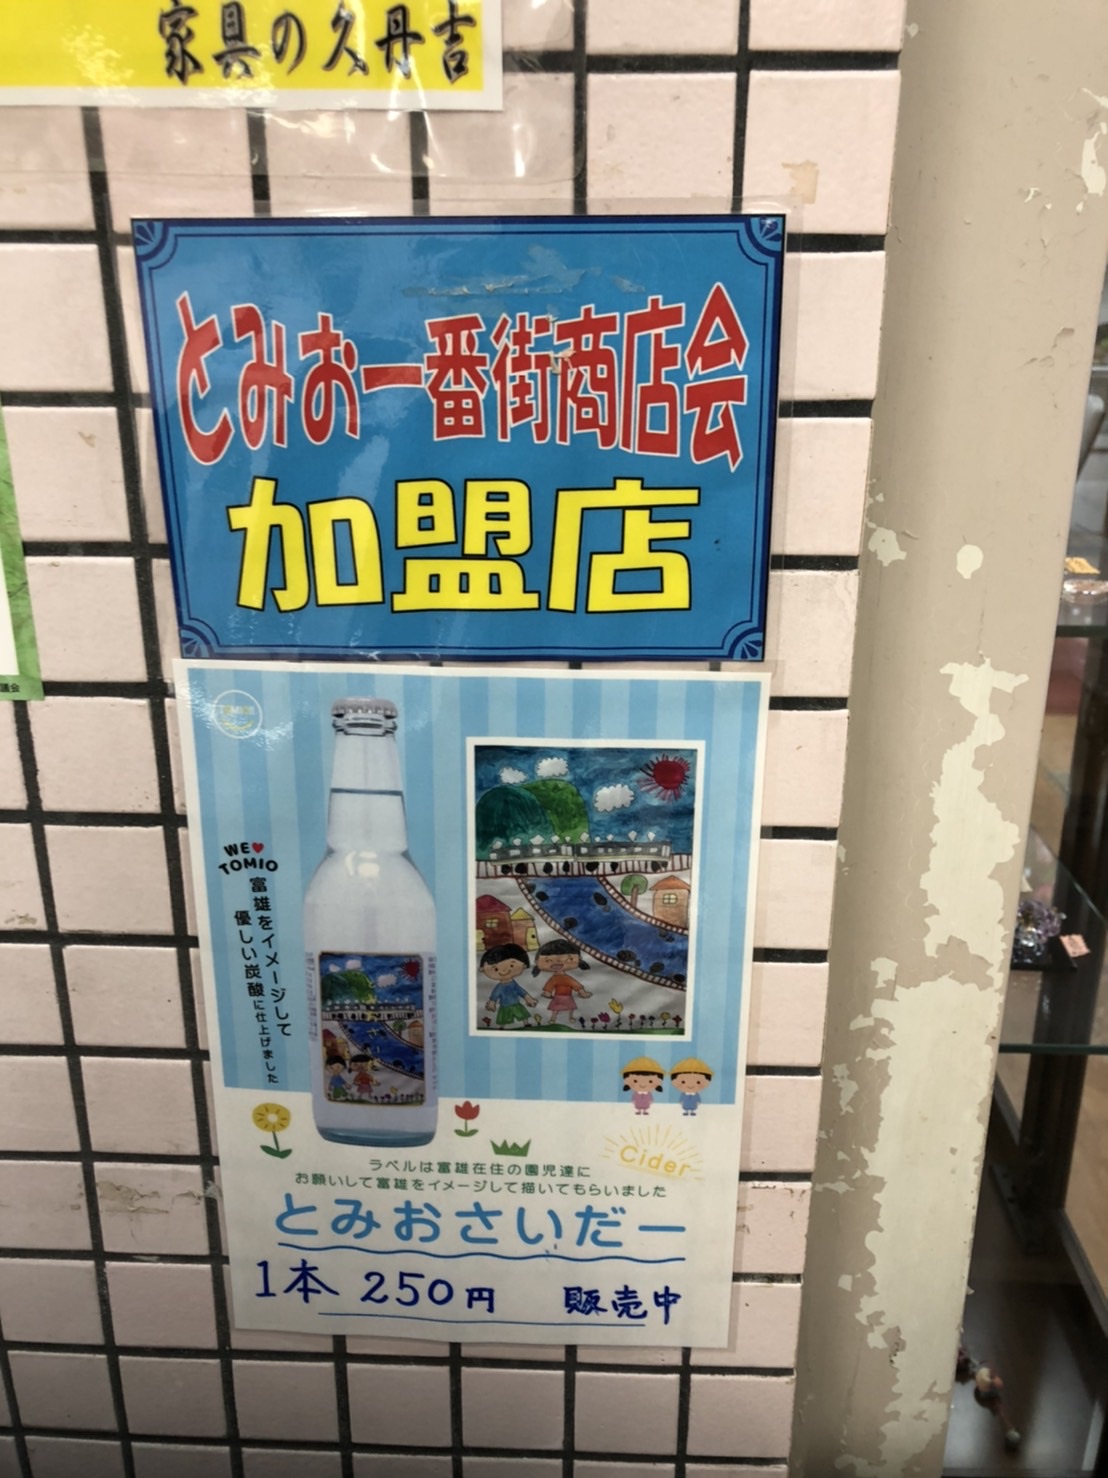 家具の久丹吉
とみお一番街商店会
加盟店
議会
WE
TOMIO
富雄をイメージして
優しい炭酸に仕上げました
Cider
ラベルは富雄在住の園児達に
お願いして富雄をイメージして描いてもらいました
とみおさいだー
1本 250円 販売中